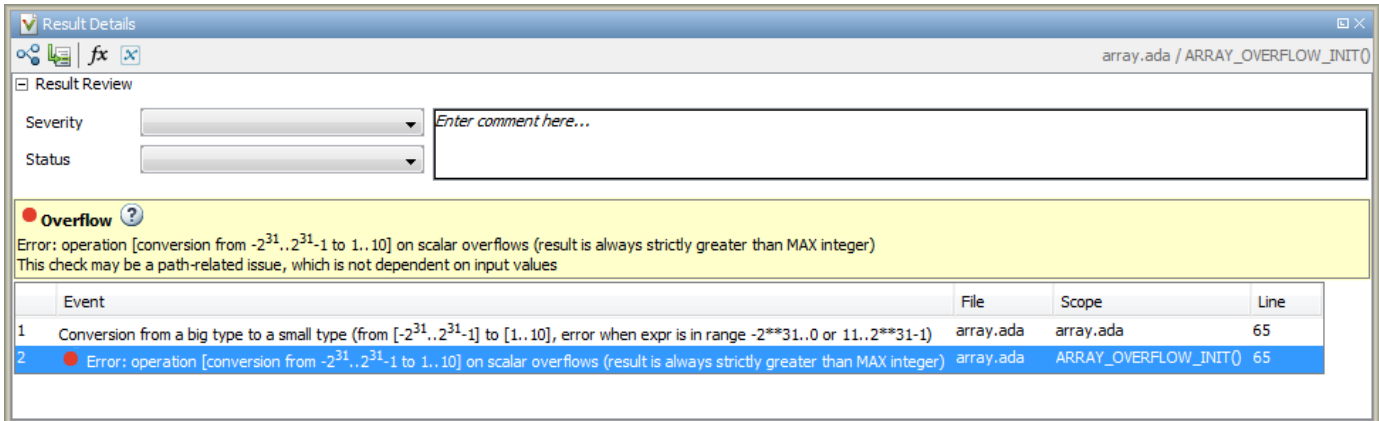 Result Details
fx x array.ada / ARRAY_OVERFLOW_INIT()
Result Review
Severity
Enter comment here...
Status
Overflow ?
Error: operation [conversion from -2³¹..2³¹-1 to 1..10] on scalar overflows (result is always strictly greater than MAX integer)
This check may be a path-related issue, which is not dependent on input values
Event File Scope Line
1 Conversion from a big type to a small type (from [-2³¹..2³¹-1] to [1..10], error when expr is in range -2**31..0 or 11..2**31-1) array.ada array.ada 65
2 Error: operation [conversion from -2³¹..2³¹-1 to 1..10] on scalar overflows (result is always strictly greater than MAX integer) array.ada ARRAY_OVERFLOW_INIT() 65